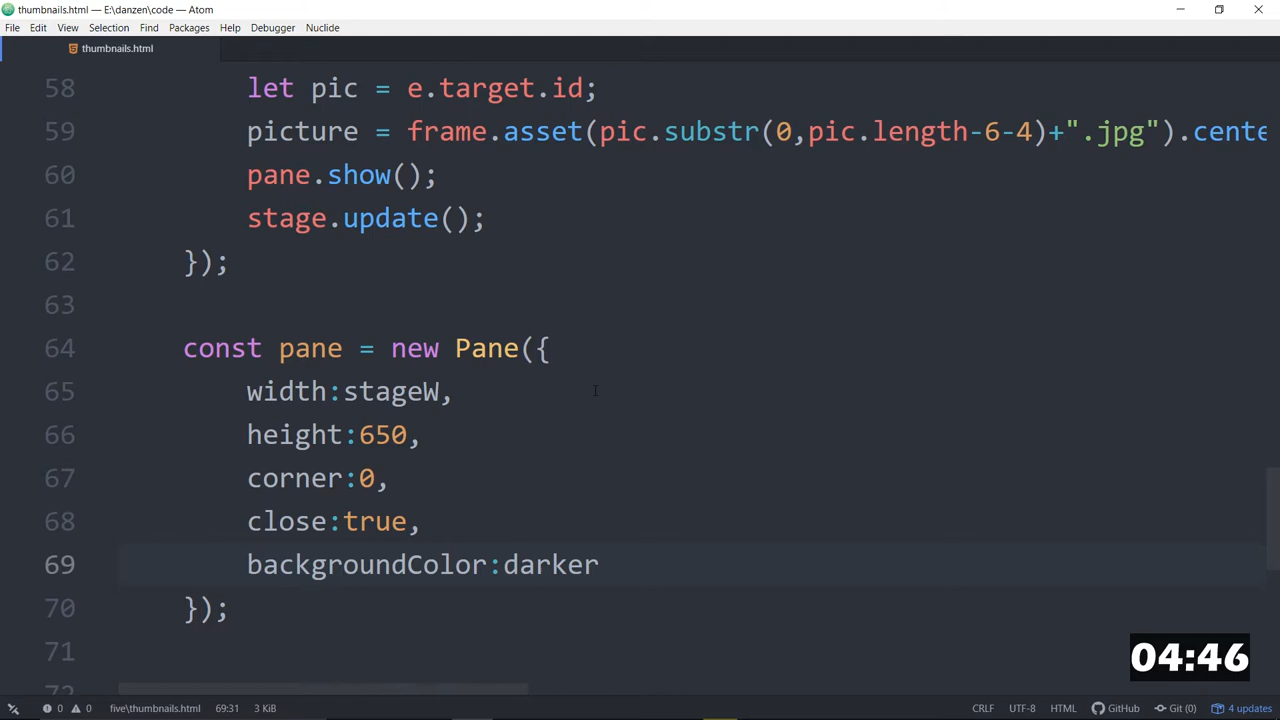 thumbnails.html — E:\danzen\code — Atom
File Edit View Selection Find Packages Help Debugger Nuclide
thumbnails.html
58 let pic = e.target.id;
59 picture = frame.asset(pic.substr(0,pic.length-6-4)+".jpg").cente
60 pane.show();
61 stage.update();
62 });
63
64 const pane = new Pane({
65 width:stageW,
66 height:650,
67 corner:0,
68 close:true,
69 backgroundColor:darker
70 });
71
72
04:46
0 0 five\thumbnails.html 69:31 3 KiB CRLF UTF-8 HTML GitHub Git (0) 4 updates